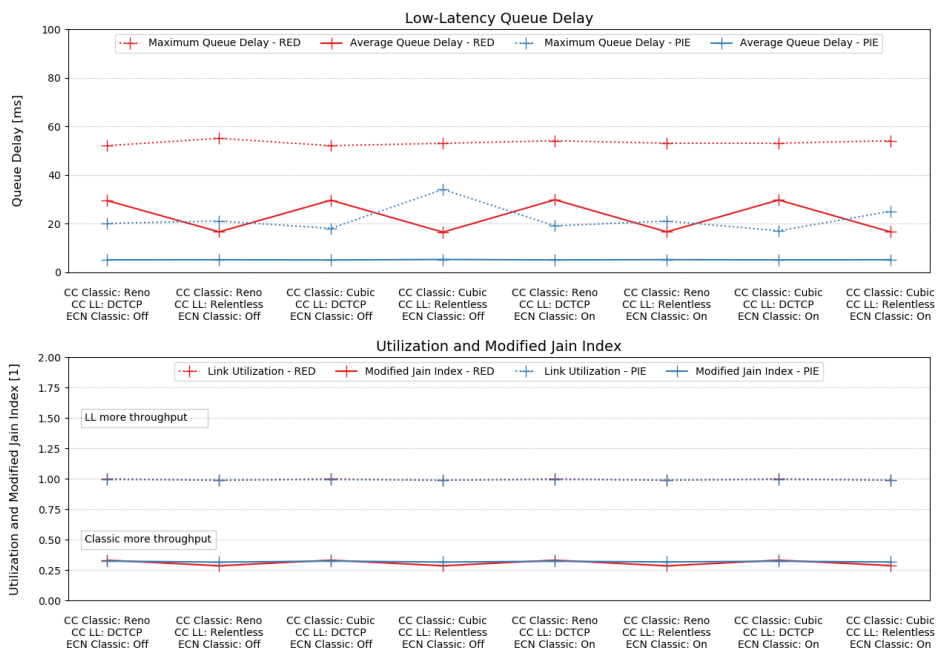 Low-Latency Queue Delay
100
80
60
40
20
0
Queue Delay [ms]
Maximum Queue Delay - RED
Average Queue Delay - RED
Maximum Queue Delay - PIE
Average Queue Delay - PIE
CC Classic: Reno
CC LL: DCTCP
ECN Classic: Off
CC Classic: Reno
CC LL: Relentless
ECN Classic: Off
CC Classic: Cubic
CC LL: DCTCP
ECN Classic: Off
CC Classic: Cubic
CC LL: Relentless
ECN Classic: Off
CC Classic: Reno
CC LL: DCTCP
ECN Classic: On
CC Classic: Reno
CC LL: Relentless
ECN Classic: On
CC Classic: Cubic
CC LL: DCTCP
ECN Classic: On
CC Classic: Cubic
CC LL: Relentless
ECN Classic: On
Utilization and Modified Jain Index
2.00
1.75
1.50
1.25
1.00
0.75
0.50
0.25
0.00
Utilization and Modified Jain Index [1]
Link Utilization - RED
Modified Jain Index - RED
Link Utilization - PIE
Modified Jain Index - PIE
LL more throughput
Classic more throughput
CC Classic: Reno
CC LL: DCTCP
ECN Classic: Off
CC Classic: Reno
CC LL: Relentless
ECN Classic: Off
CC Classic: Cubic
CC LL: DCTCP
ECN Classic: Off
CC Classic: Cubic
CC LL: Relentless
ECN Classic: Off
CC Classic: Reno
CC LL: DCTCP
ECN Classic: On
CC Classic: Reno
CC LL: Relentless
ECN Classic: On
CC Classic: Cubic
CC LL: DCTCP
ECN Classic: On
CC Classic: Cubic
CC LL: Relentless
ECN Classic: On